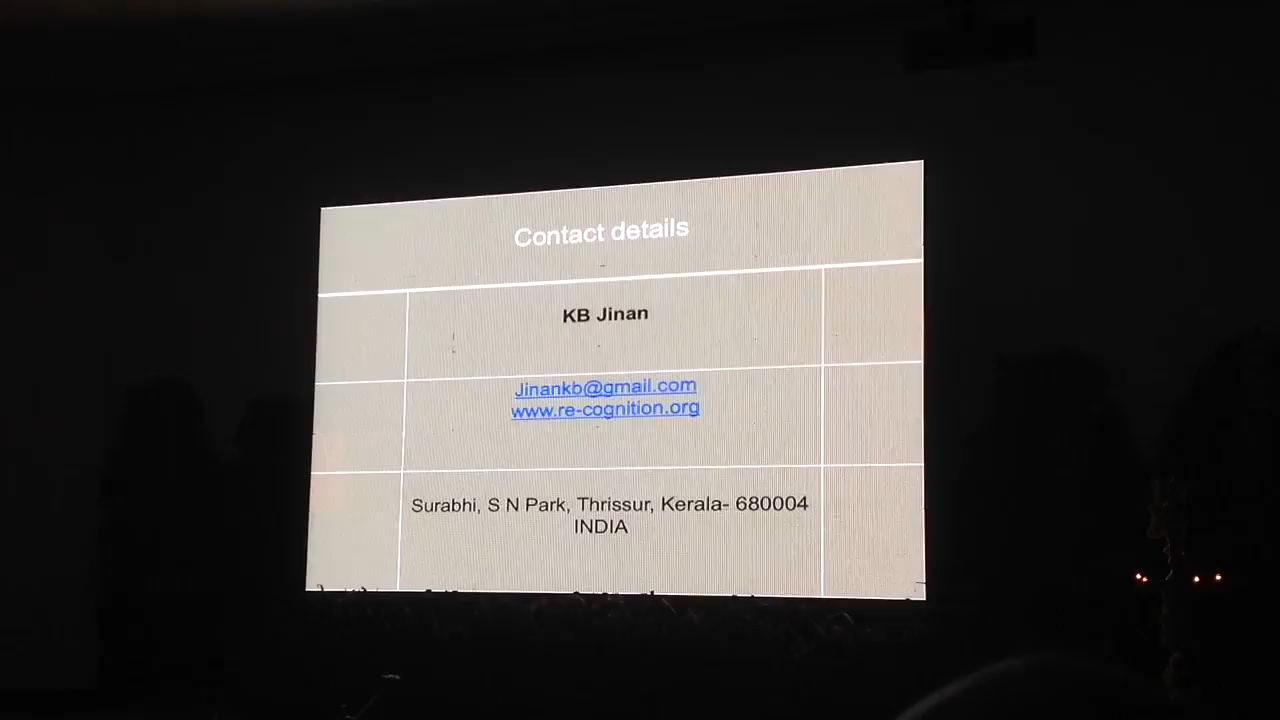 Contact details
KB Jinan
Jinankb@gmail.com
www.re-cognition.org
Surabhi, S N Park, Thrissur, Kerala- 680004
INDIA